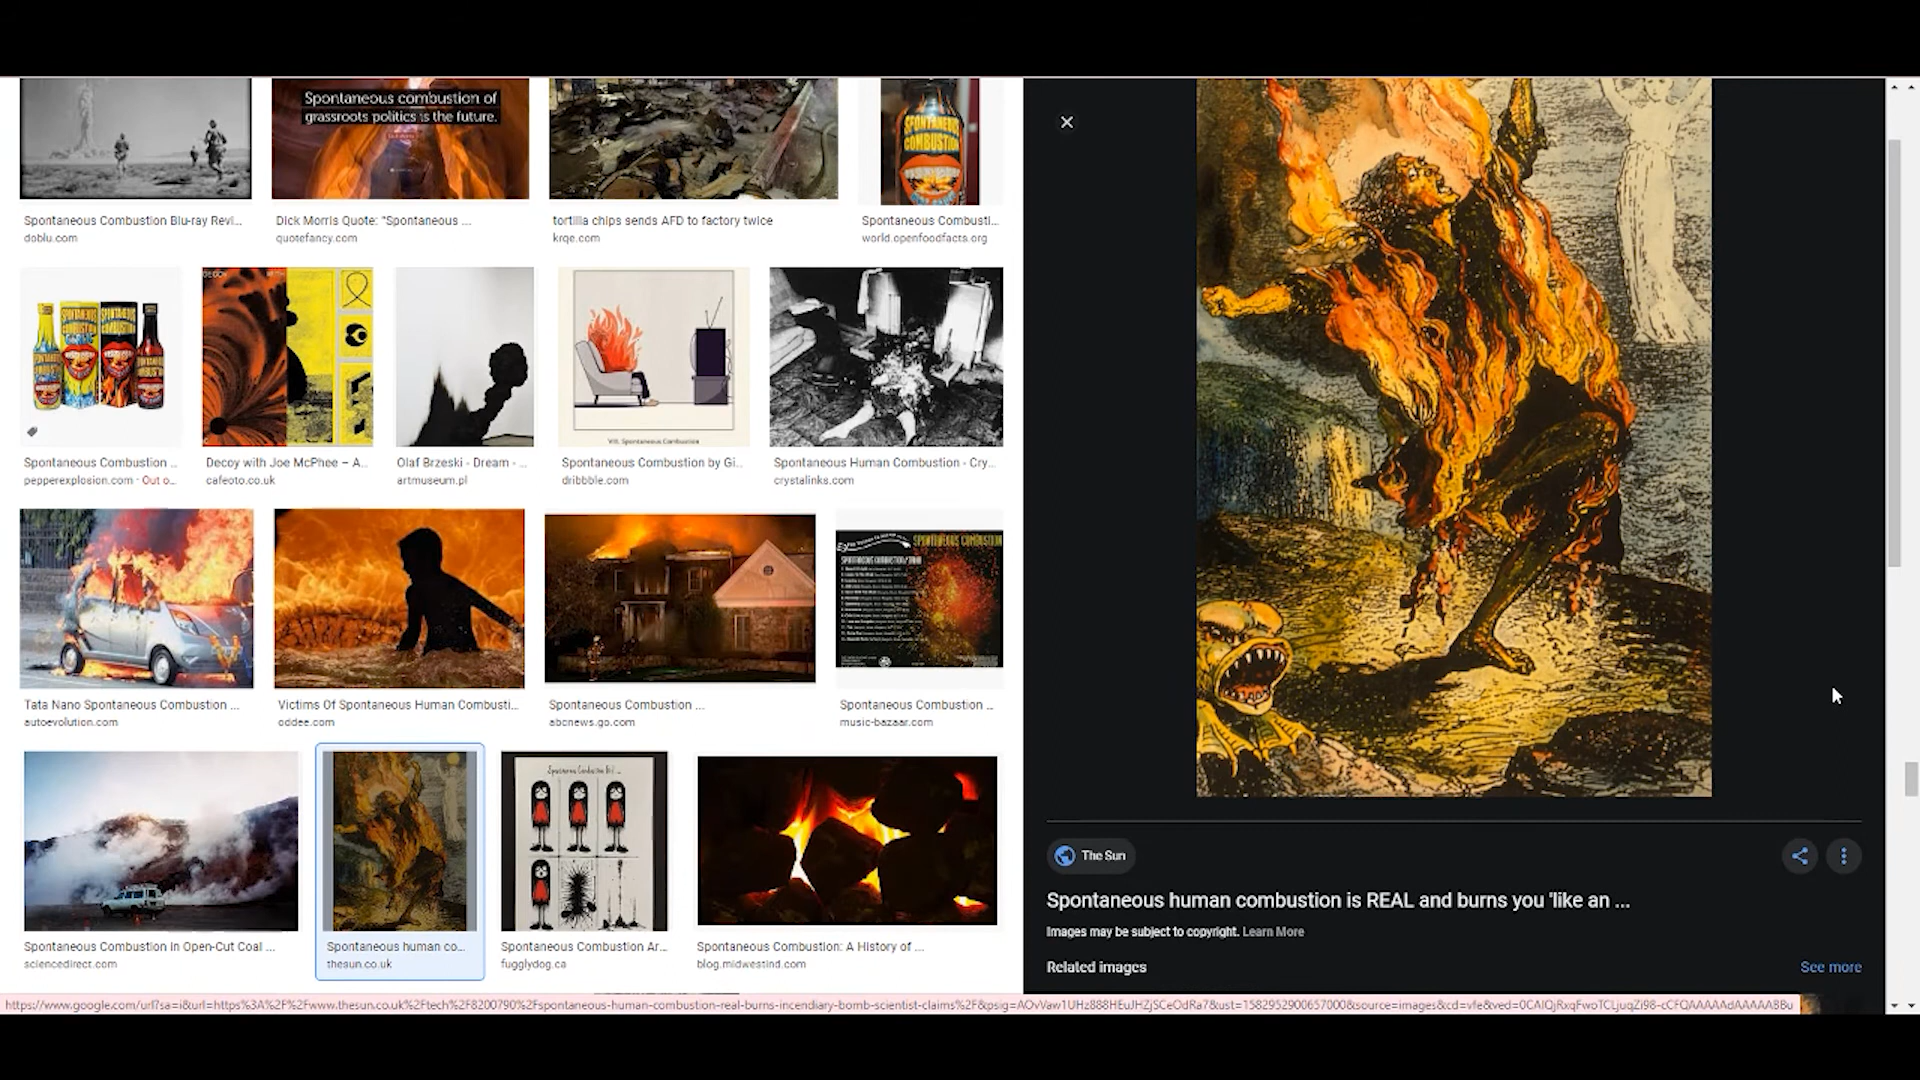 Spontaneous combustion of
grassroots politics is the future.
SPONTANEOUS
COMBUSTION
Spontaneous Combustion Blu-ray Revi...
doblu.com
Dick Morris Quote: "Spontaneous ...
quotefancy.com
tortilla chips sends AFD to factory twice
krqe.com
Spontaneous Combusti...
world.openfoodfacts.org
VIII. Spontaneous Combustion
Spontaneous Combustion ...
pepperexplosion.com - Out o...
Decoy with Joe McPhee – A...
cafeoto.co.uk
Olaf Brzeski - Dream - ...
artmuseum.pl
Spontaneous Combustion by Gi...
dribbble.com
Spontaneous Human Combustion - Cry...
crystalinks.com
SPONTANEOUS COMBUSTION
Tata Nano Spontaneous Combustion ...
autoevolution.com
Victims Of Spontaneous Human Combusti...
oddee.com
Spontaneous Combustion ...
abcnews.go.com
Spontaneous Combustion ...
music-bazaar.com
Spontaneous Combustion in Open-Cut Coal ...
sciencedirect.com
Spontaneous human co...
thesun.co.uk
Spontaneous Combustion Ar...
fugglydog.ca
Spontaneous Combustion: A History of ...
blog.midwestind.com
The Sun
Spontaneous human combustion is REAL and burns you 'like an ...
Images may be subject to copyright. Learn More
Related images
See more